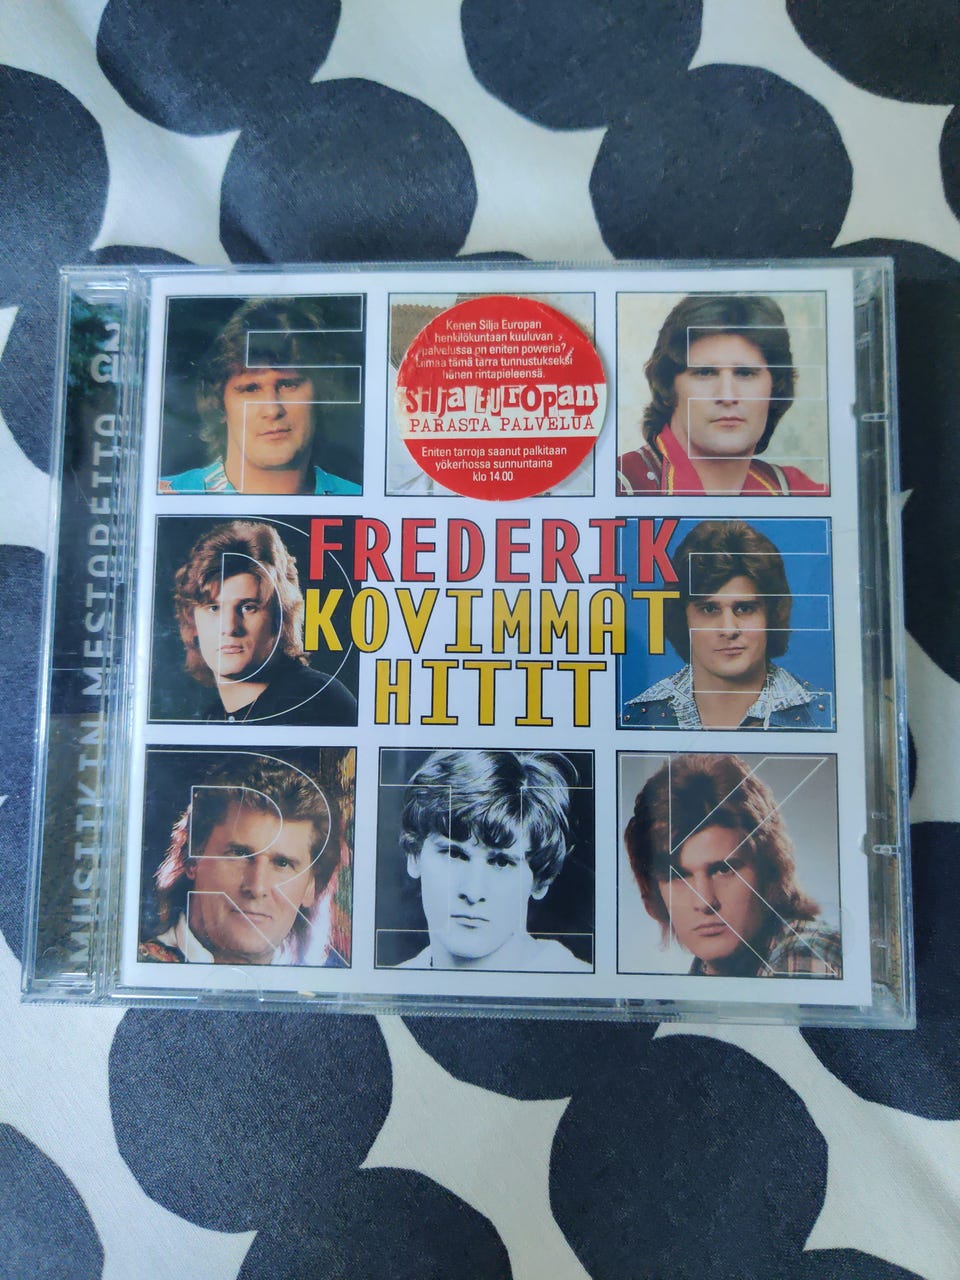 Kenen Silja Europan
henkilökuntaan kuuluvan
palvelussa on eniten poweria?
Liimaa tämä tarra tunnustukseksi
hänen rintapieleensä.
Silja EUropan
PARASTA PALVELUA
Eniten tarroja saanut palkitaan
yökerhossa sunnuntaina
klo 14.00.
F
E
D
E
R
I
K
FREDERIK
KOVIMMAT
HITIT
MUSIIKIN MESTAREITA